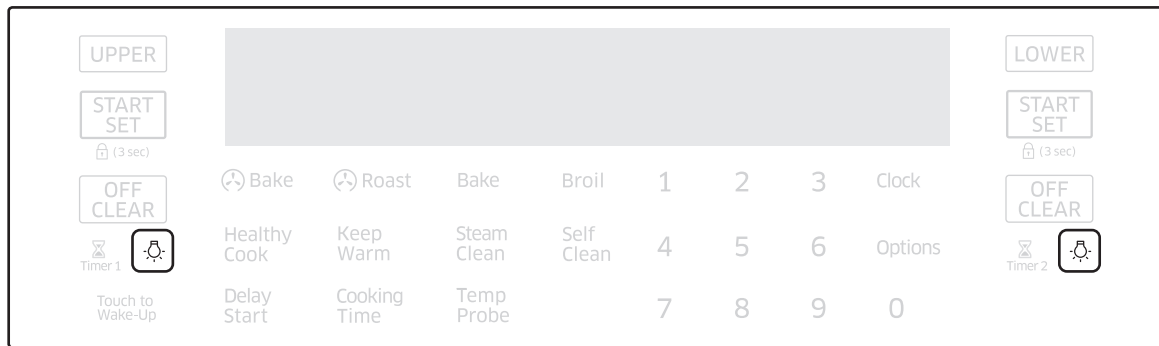 UPPER
LOWER
START
SET
(3 sec)
START
SET
(3 sec)
OFF
CLEAR
Bake
Roast
Bake
Broil
1
2
3
Clock
OFF
CLEAR
Timer 1
Healthy
Cook
Keep
Warm
Steam
Clean
Self
Clean
4
5
6
Options
Timer 2
Touch to
Wake-Up
Delay
Start
Cooking
Time
Temp
Probe
7
8
9
0